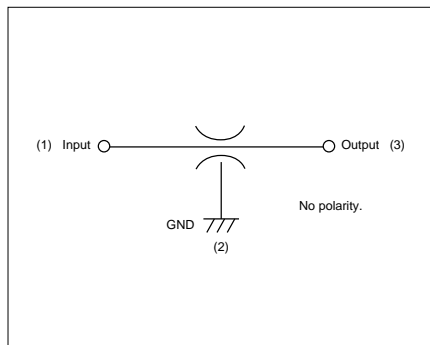 (1) Input Output (3)
No polarity.
GND
(2)